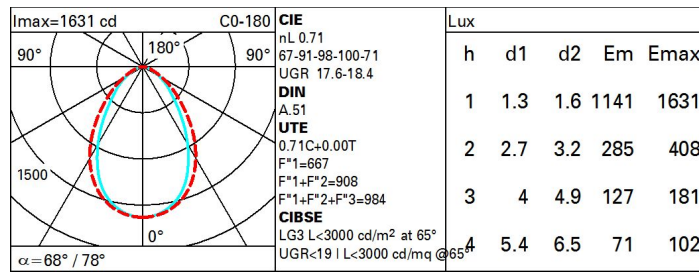 Imax=1631 cd C0-180
90° 180° 90°
1500
0°
α=68° / 78°
CIE
nL 0.71
67-91-98-100-71
UGR 17.6-18.4
DIN
A.51
UTE
0.71C+0.00T
F"1=667
F"1+F"2=908
F"1+F"2+F"3=984
CIBSE
LG3 L<3000 cd/m² at 65°
UGR<19 | L<3000 cd/mq @65°
Lux
h d1 d2 Em Emax
1 1.3 1.6 1141 1631
2 2.7 3.2 285 408
3 4 4.9 127 181
4 5.4 6.5 71 102